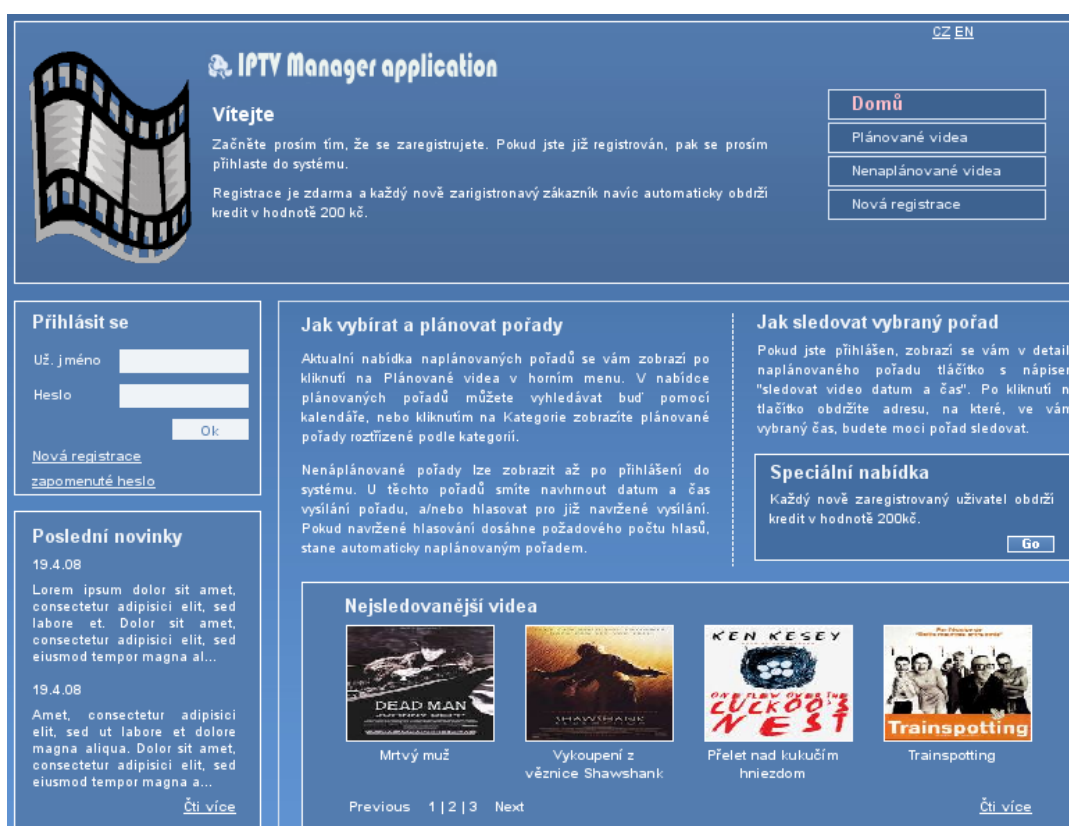 CZ EN
IPTV Manager application
Vítejte
Začněte prosím tím, že se zaregistrujete. Pokud jste již registrován, pak se prosím
přihlaste do systému.
Registrace je zdarma a každý nově zarigistronavý zákazník navíc automaticky obdrží
kredit v hodnotě 200 kč.
Domů
Plánované videa
Nenaplánované videa
Nová registrace
Přihlásit se
Už. jméno
Heslo
Ok
Nová registrace
zapomenuté heslo
Poslední novinky
19.4.08
Lorem ipsum dolor sit amet,
consectetur adipisici elit, sed
labore et. Dolor sit amet,
consectetur adipisici elit, sed
eiusmod tempor magna al...
19.4.08
Amet, consectetur adipisici
elit, sed ut labore et dolore
magna aliqua. Dolor sit amet,
consectetur adipisici elit, sed
eiusmod tempor magna a...
Čti více
Jak vybírat a plánovat pořady
Aktualní nabídka naplánovaných pořadů se vám zobrazí po
kliknutí na Plánované videa v horním menu. V nabídce
plánovaných pořadů můžete vyhledávat buď pomocí
kalendáře, nebo kliknutím na Kategorie zobrazíte plánované
pořady roztřízené podle kategorií.
Nenáplánované pořady lze zobrazit až po přihlášení do
systému. U těchto pořadů smíte navhrnout datum a čas
vysílání pořadu, a/nebo hlasovat pro již navržené vysílání.
Pokud navržené hlasování dosáhne požadového počtu hlasů,
stane automaticky naplánovaným pořadem.
Jak sledovat vybraný pořad
Pokud jste přihlášen, zobrazí se vám v detail
naplánovaného pořadu tláčítko s nápisem
"sledovat video datum a čas". Po kliknutí n
tlačítko obdržíte adresu, na které, ve vám
vybraný čas, budete moci pořad sledovat.
Speciální nabídka
Každý nově zaregistrovaný uživatel obdrží
kredit v hodnotě 200kč.
Go
Nejsledovanější videa
DEAD MAN
SHAWSHANK
KEN KESEY
ONE FLEW OVER THE
CUCKOO'S
NEST
Trainspotting
Mrtvý muž
Vykoupení z
věznice Shawshank
Přelet nad kukučím
hniezdom
Trainspotting
Previous 1|2|3 Next
Čti více